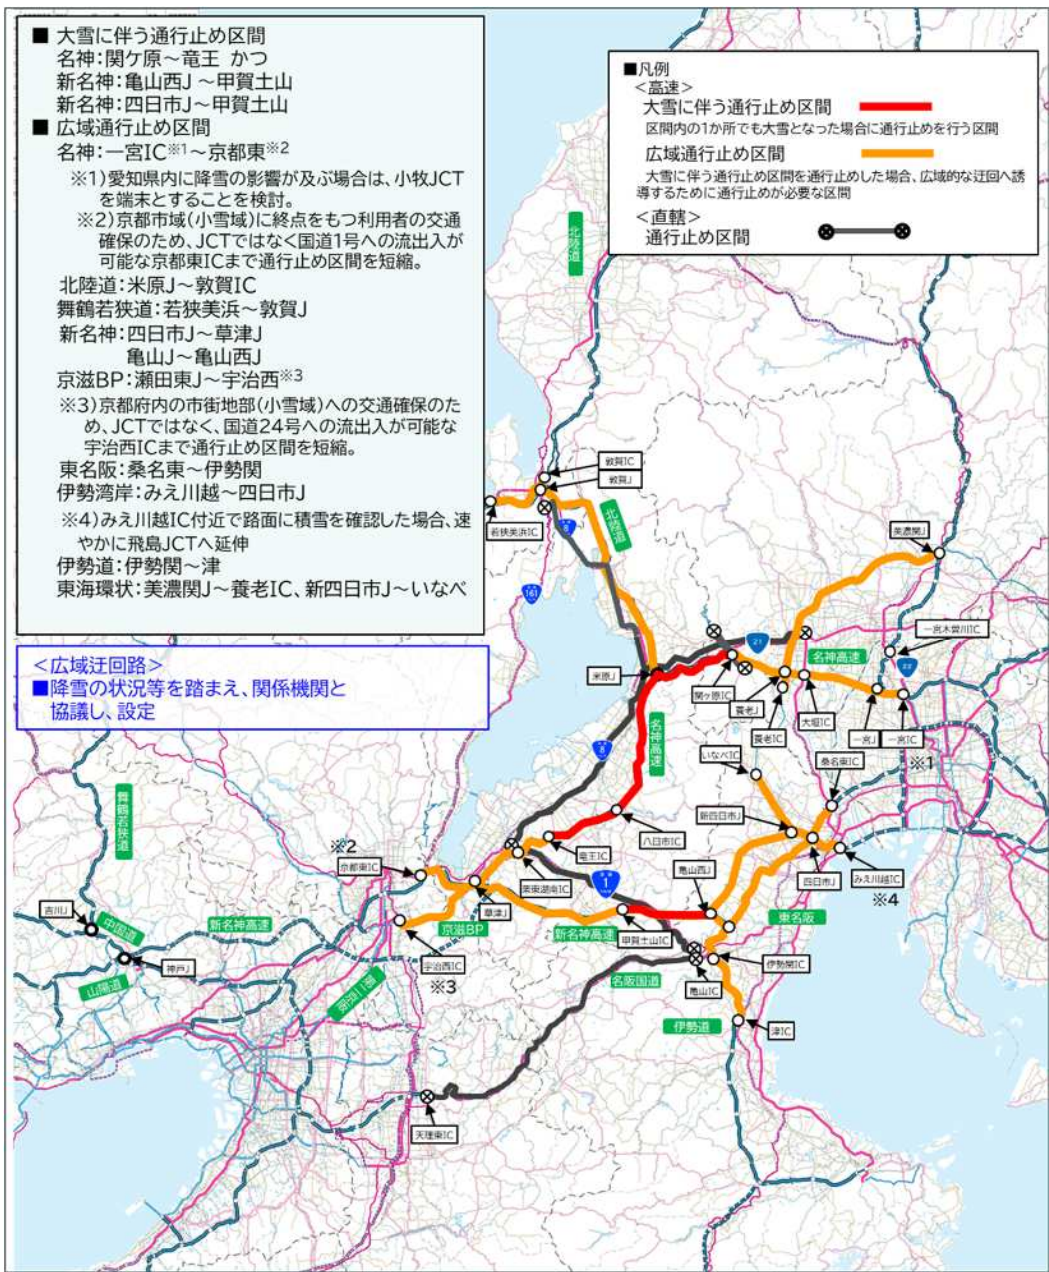 ■ 大雪に伴う通行止め区間
名神：関ケ原～竜王 かつ
新名神：亀山西J～甲賀土山
新名神：四日市J～甲賀土山
■ 広域通行止め区間
名神：一宮IC※1～京都東※2
※1)愛知県内に降雪の影響が及ぶ場合は、小牧JCT
を端末とすることを検討。
※2)京都市域(小雪域)に終点をもつ利用者の交通
確保のため、JCTではなく国道1号への流出入が
可能な京都東ICまで通行止め区間を短縮。
北陸道：米原J～敦賀IC
舞鶴若狭道：若狭美浜～敦賀J
新名神：四日市J～草津J
亀山J～亀山西J
京滋BP：瀬田東J～宇治西※3
※3)京都府内の市街地部(小雪域)への交通確保のた
め、JCTではなく、国道24号への流出入が可能な
宇治西ICまで通行止め区間を短縮。
東名阪：桑名東～伊勢関
伊勢湾岸：みえ川越～四日市J
※4)みえ川越IC付近で路面に積雪を確認した場合、速
やかに飛島JCTへ延伸
伊勢道：伊勢関～津
東海環状：美濃関J～養老IC、新四日市J～いなべ
＜広域迂回路＞
■降雪の状況等を踏まえ、関係機関と
協議し、設定
■凡例
＜高速＞
大雪に伴う通行止め区間
区間内の1か所でも大雪となった場合に通行止めを行う区間
広域通行止め区間
大雪に伴う通行止め区間を通行止めした場合、広域的な迂回へ誘
導するために通行止めが必要な区間
＜直轄＞
通行止め区間
北陸道
敦賀IC
敦賀J
若狭美浜IC
8
北陸道
161
美濃関J
一宮木曽川IC
21
名神高速
22
米原J
関ヶ原IC
養老J
養老IC
大垣IC
一宮J
一宮IC
※1
名神高速
8
いなべIC
桑名東IC
新四日市J
八日市IC
竜王IC
栗東湖南IC
舞鶴若狭道
※2
京都東IC
1
亀山西J
四日市J
みえ川越IC
※4
吉川J
中国道
新名神高速
京滋BP
草津J
新名神高速
甲賀土山IC
東名阪
神戸J
山陽道
宇治西IC
※3
第二京阪
名阪国道
亀山IC
伊勢関IC
伊勢道
津IC
天理東IC